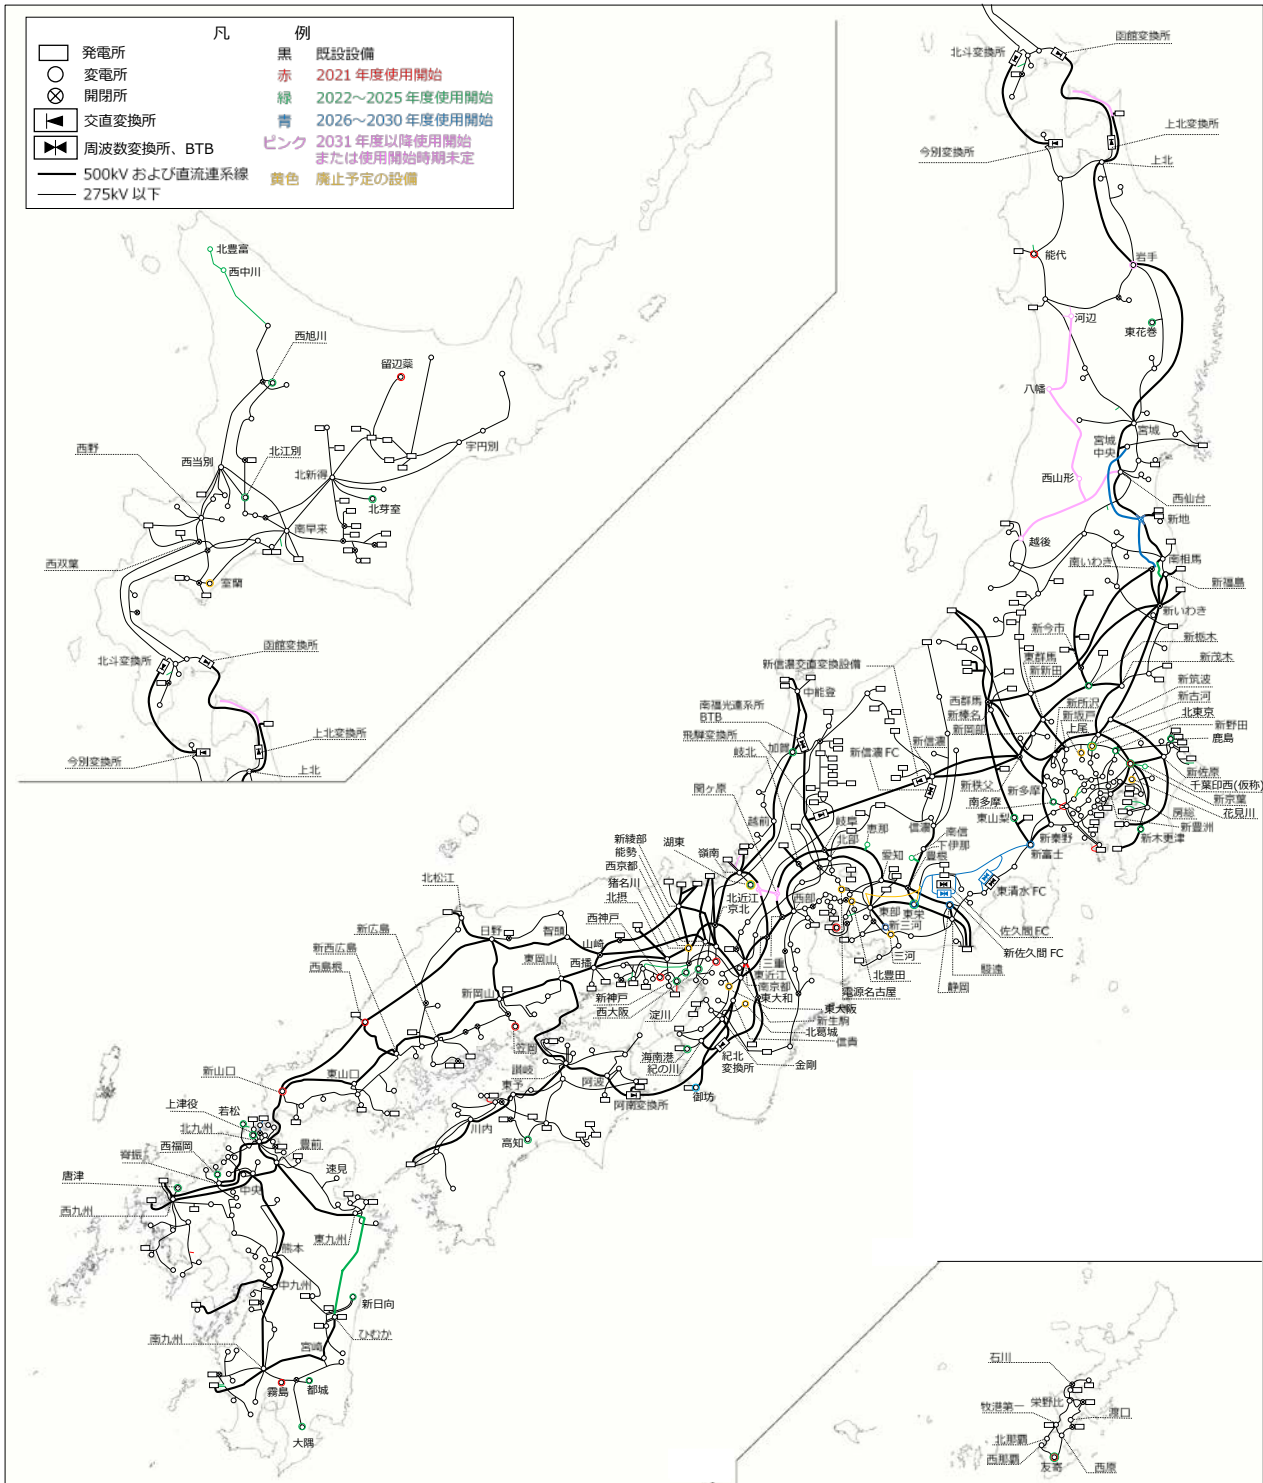 凡　例
発電所
変電所
開閉所
交直変換所
周波数変換所、BTB
500kV および直流連系線
275kV 以下
黒　既設設備
赤　2021 年度使用開始
緑　2022～2025 年度使用開始
青　2026～2030 年度使用開始
ピンク　2031 年度以降使用開始
または使用開始時期未定
黄色　廃止予定の設備
函館変換所
北斗変換所
上北変換所
今別変換所
上北
能代
岩手
河辺
東花巻
八幡
宮城
宮城
中央
西山形
西仙台
新地
越後
南いわき
南相馬
新福島
新いわき
北豊富
西中川
西旭川
留辺蘂
宇円別
西野
西当別
北江別
北新得
北芽室
南早来
西双葉
室蘭
函館変換所
北斗変換所
上北変換所
今別変換所
上北
新今市
新栃木
東群馬
新茂木
新新田
新信濃交直変換設備
新筑波
西群馬
新所沢
新古河
新榛名
新坂戸
北東京
新岡部
上尾
新野田
鹿島
中能登
南福光連系所
BTB
飛騨変換所
加賀
新信濃
岐北
新信濃 FC
関ケ原
新秩父
新多摩
新佐原
千葉印西(仮称)
南多摩
新京葉
房総
花見川
東山梨
新豊洲
新秦野
新木更津
越前
岐阜
北部
恵那
信濃
南信
下伊那
愛知
豊根
新富士
東清水 FC
新綾部
湖東
嶺南
能勢
西京都
猪名川
北摂
北近江
京北
西部
東部
東栄
新三河
佐久間 FC
新佐久間 FC
三河
駿遠
静岡
北豊田
電源名古屋
北松江
新広島
日野
智頭
西神戸
山崎
新西広島
東岡山
西播
西島根
新岡山
新神戸
西大阪
淀川
三重
東近江
南京都
東大和
東大阪
新生駒
北葛城
信貴
金剛
笠岡
海南港
紀の川
紀北
変換所
新山口
東山口
讃岐
東予
阿波
阿南変換所
御坊
川内
高知
上津役
若松
北九州
西福岡
脊振
豊前
速見
唐津
中央
西九州
東九州
熊本
中九州
新日向
ひむか
南九州
宮崎
霧島
都城
大隅
石川
栄野比
牧港第一
渡口
北那覇
西那覇
友寄
西原